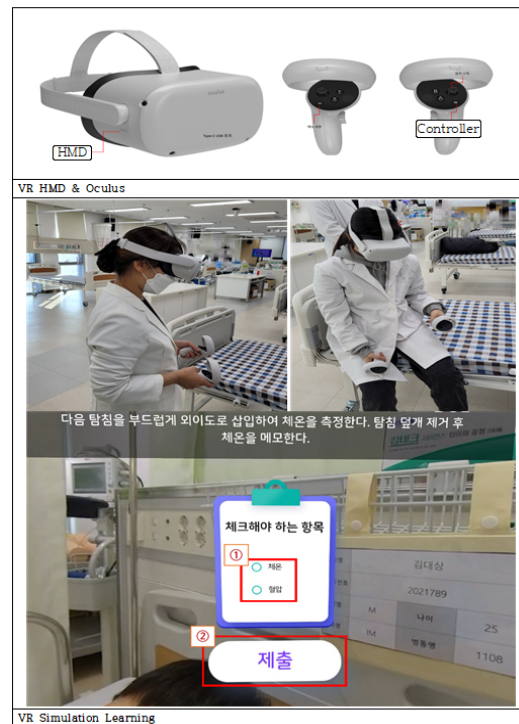 HMD
Controller
VR HMD & Oculus
다음 탐침을 부드럽게 외이도로 삽입하여 체온을 측정한다. 탐침 덮개 제거 후
체온을 메모한다.
체크해야 하는 항목
①
체온
혈압
②
제출
김대상
2021789
M
나이
25
IM
병동명
1108
VR Simulation Learning